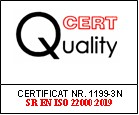 CERT
Quality
CERTIFICAT NR. 1199-3N
SR EN ISO 22000:2019